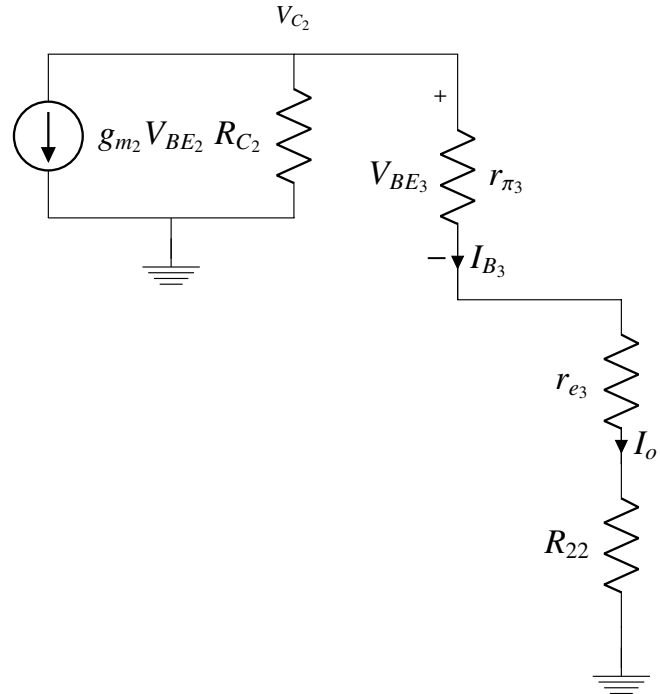 V_{C_2}
+
g_{m_2} V_{BE_2} R_{C_2}
V_{BE_3} r_{π_3}
− I_{B_3}
r_{e_3}
I_o
R_{22}